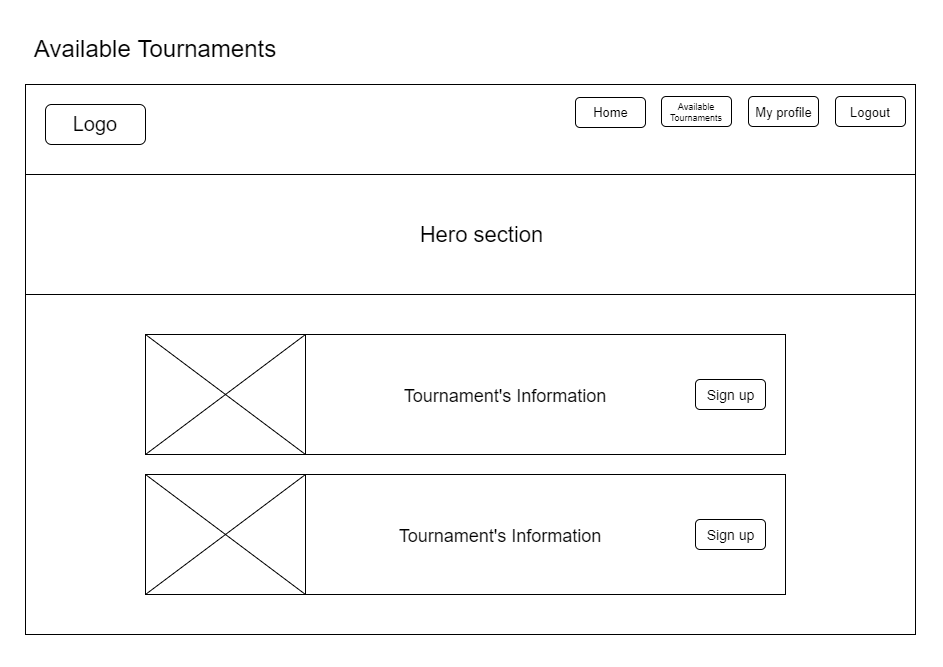 Available Tournaments
Logo
Home
Available
Tournaments
My profile
Logout
Hero section
Tournament's Information
Sign up
Tournament's Information
Sign up